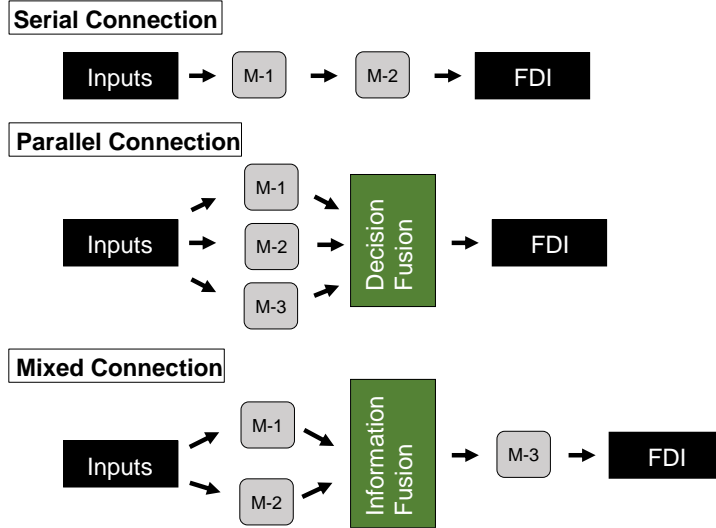 Serial Connection
Inputs
M-1
M-2
FDI
Parallel Connection
Inputs
M-1
M-2
M-3
Decision
Fusion
FDI
Mixed Connection
Inputs
M-1
M-2
Information
Fusion
M-3
FDI